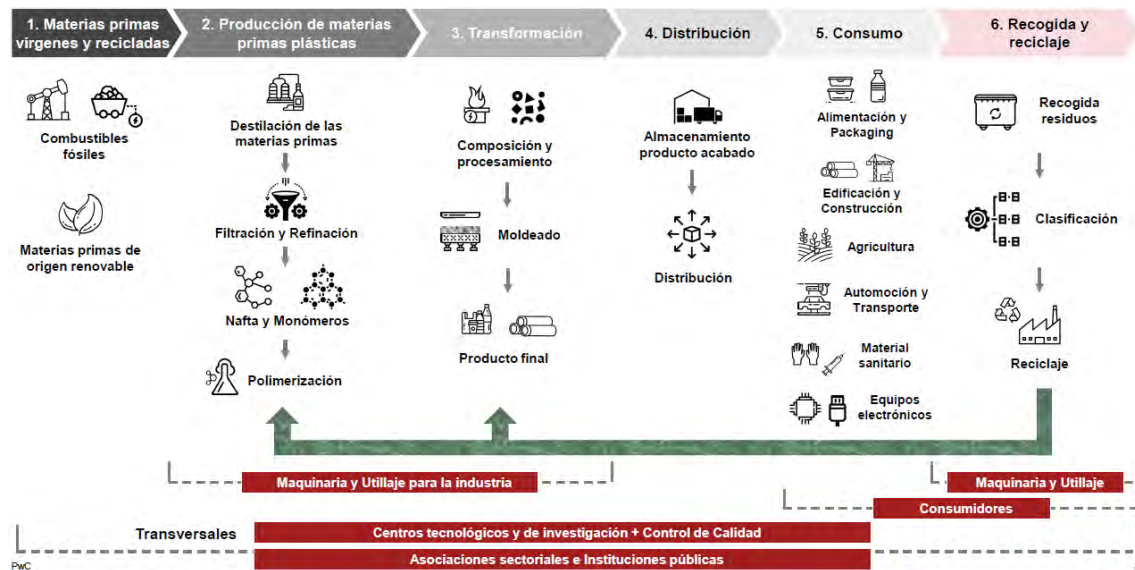 1. Materias primas
vírgenes y recicladas
2. Producción de materias
primas plásticas
3. Transformación
4. Distribución
5. Consumo
6. Recogida y
reciclaje
Combustibles
fósiles
Materias primas de
origen renovable
Destilación de las
materias primas
Filtración y Refinación
Nafta y Monómeros
Polimerización
Composición y
procesamiento
Moldeado
Producto final
Almacenamiento
producto acabado
Distribución
Alimentación y
Packaging
Edificación y
Construcción
Agricultura
Automoción y
Transporte
Material
sanitario
Equipos
electrónicos
Recogida
residuos
Clasificación
Reciclaje
Maquinaria y Utillaje para la industria
Maquinaria y Utillaje
Consumidores
Transversales
Centros tecnológicos y de investigación + Control de Calidad
Asociaciones sectoriales e Instituciones públicas
PwC